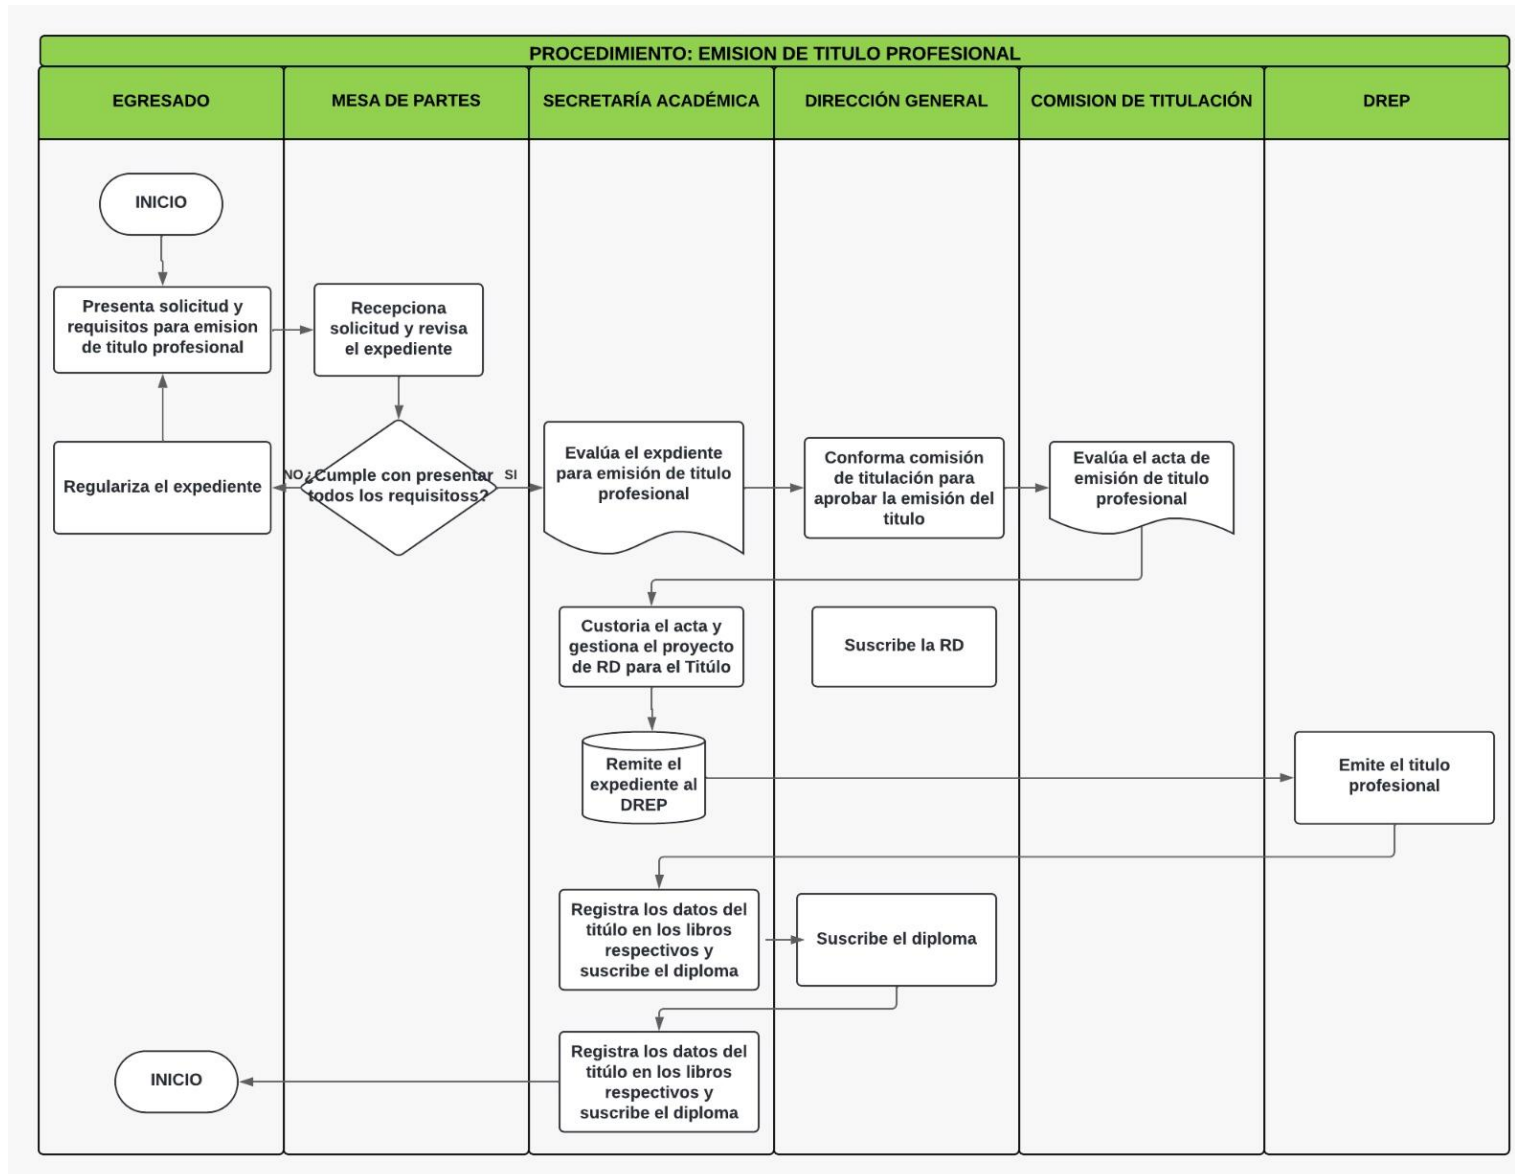 PROCEDIMIENTO: EMISION DE TITULO PROFESIONAL
EGRESADO
MESA DE PARTES
SECRETARÍA ACADÉMICA
DIRECCIÓN GENERAL
COMISION DE TITULACIÓN
DREP
INICIO
Presenta solicitud y
requisitos para emision
de titulo profesional
Recepciona
solicitud y revisa
el expediente
Regulariza el expediente
NO
¿Cumple con presentar
todos los requisitoss?
SI
Evalúa el expdiente
para emisión de titulo
profesional
Conforma comisión
de titulación para
aprobar la emisión del
titulo
Evalúa el acta de
emisión de titulo
profesional
Custoria el acta y
gestiona el proyecto
de RD para el Titúlo
Suscribe la RD
Remite el
expediente al
DREP
Emite el titulo
profesional
Registra los datos del
titúlo en los libros
respectivos y
suscribe el diploma
Suscribe el diploma
Registra los datos del
titúlo en los libros
respectivos y
suscribe el diploma
INICIO